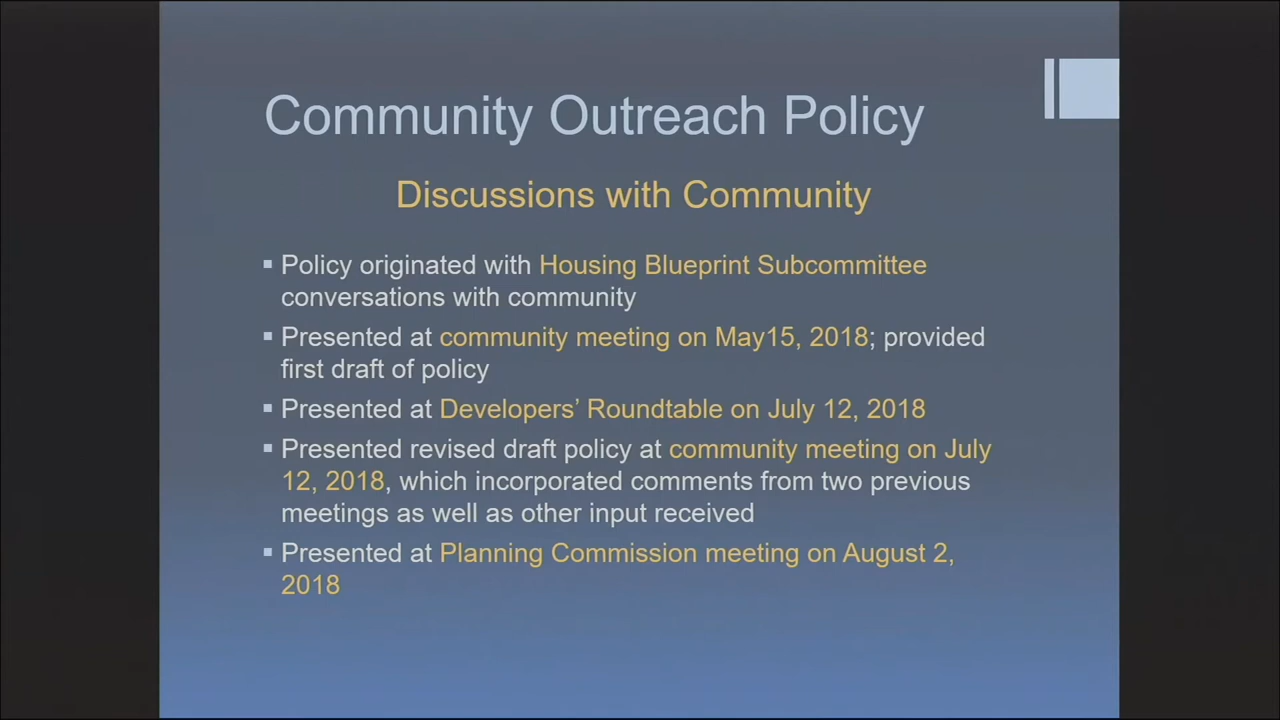 Community Outreach Policy
Discussions with Community
Policy originated with Housing Blueprint Subcommittee
conversations with community
Presented at community meeting on May15, 2018; provided
first draft of policy
Presented at Developers' Roundtable on July 12, 2018
Presented revised draft policy at community meeting on July
12, 2018, which incorporated comments from two previous
meetings as well as other input received
Presented at Planning Commission meeting on August 2,
2018